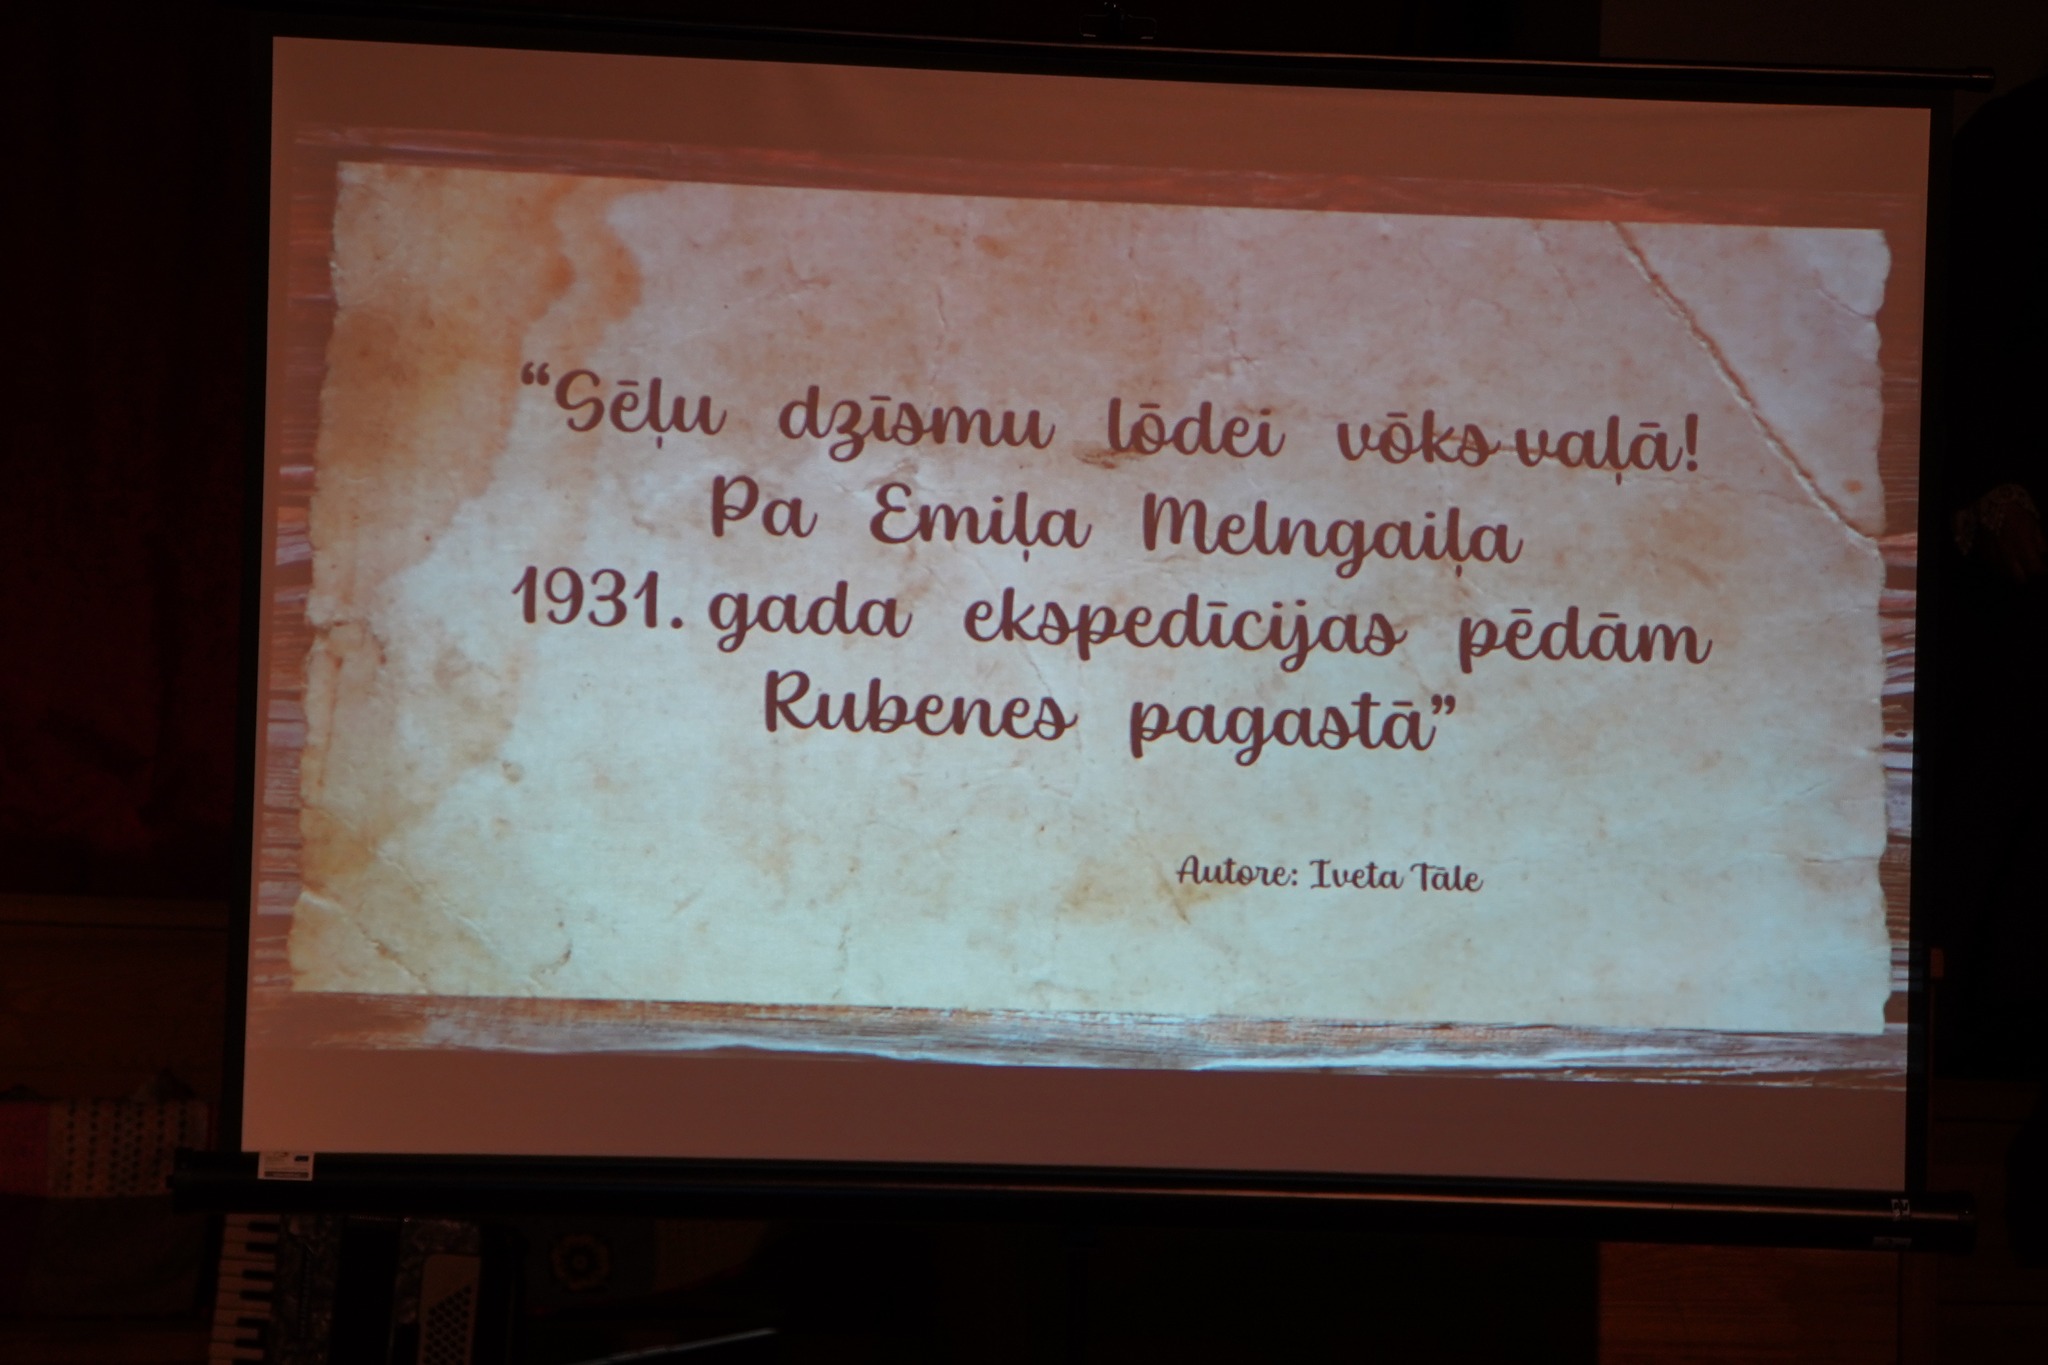 “Sēļu dzīsmu lōdei vōks vaļā!
Pa Emiļa Melngaiļa
1931. gada ekspedīcijas pēdām
Rubenes pagastā”
Autore: Iveta Tāle